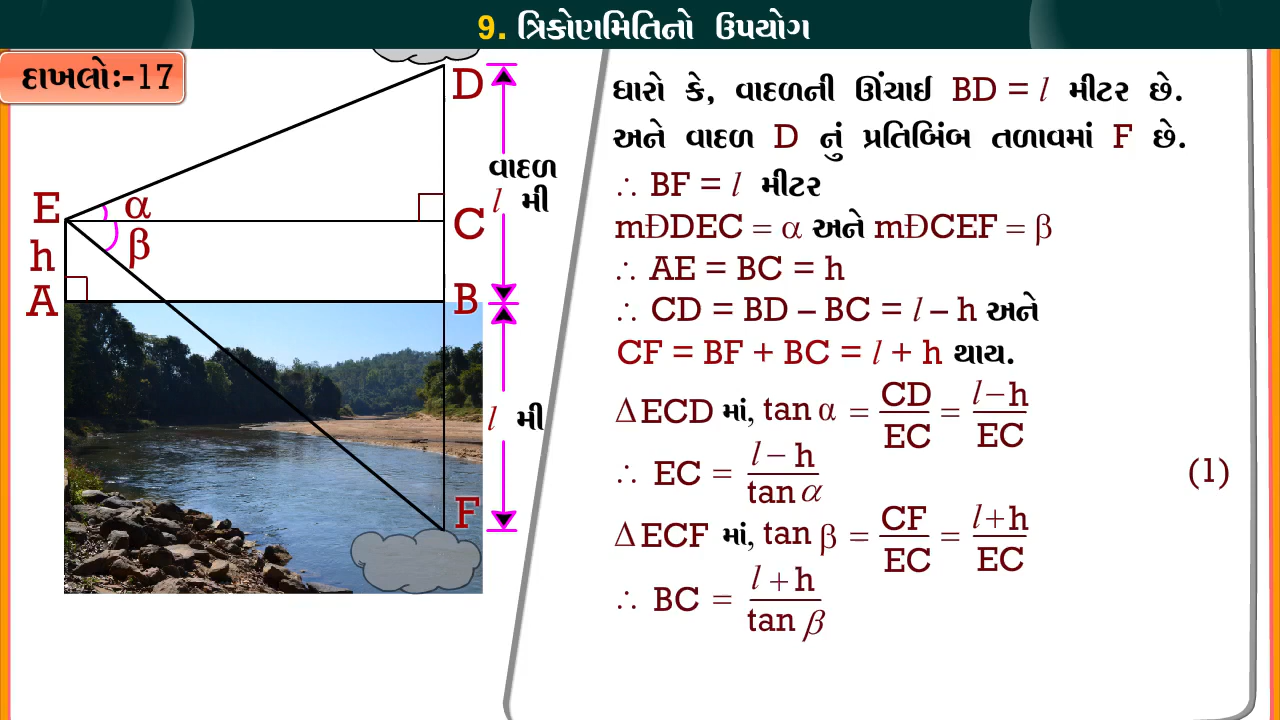 9. ત્રિકોણમિતિનો ઉપયોગ
દાખલોઃ-17
D
વાદળ
l મી
E
α
β
C
h
A
B
l મી
F
ધારો કે, વાદળની ઊંચાઈ BD = l મીટર છે.
અને વાદળ D નું પ્રતિબિંબ તળાવમાં F છે.
∴ BF = l મીટર
mÐDEC = α અને mÐCEF = β
∴ AE = BC = h
∴ CD = BD – BC = l – h અને
CF = BF + BC = l + h થાય.
Δ ECD માં, tan α = CD/EC = l – h/EC
∴ EC = l – h/tan α (1)
Δ ECF માં, tan β = CF/EC = l + h/EC
∴ BC = l + h/tan β